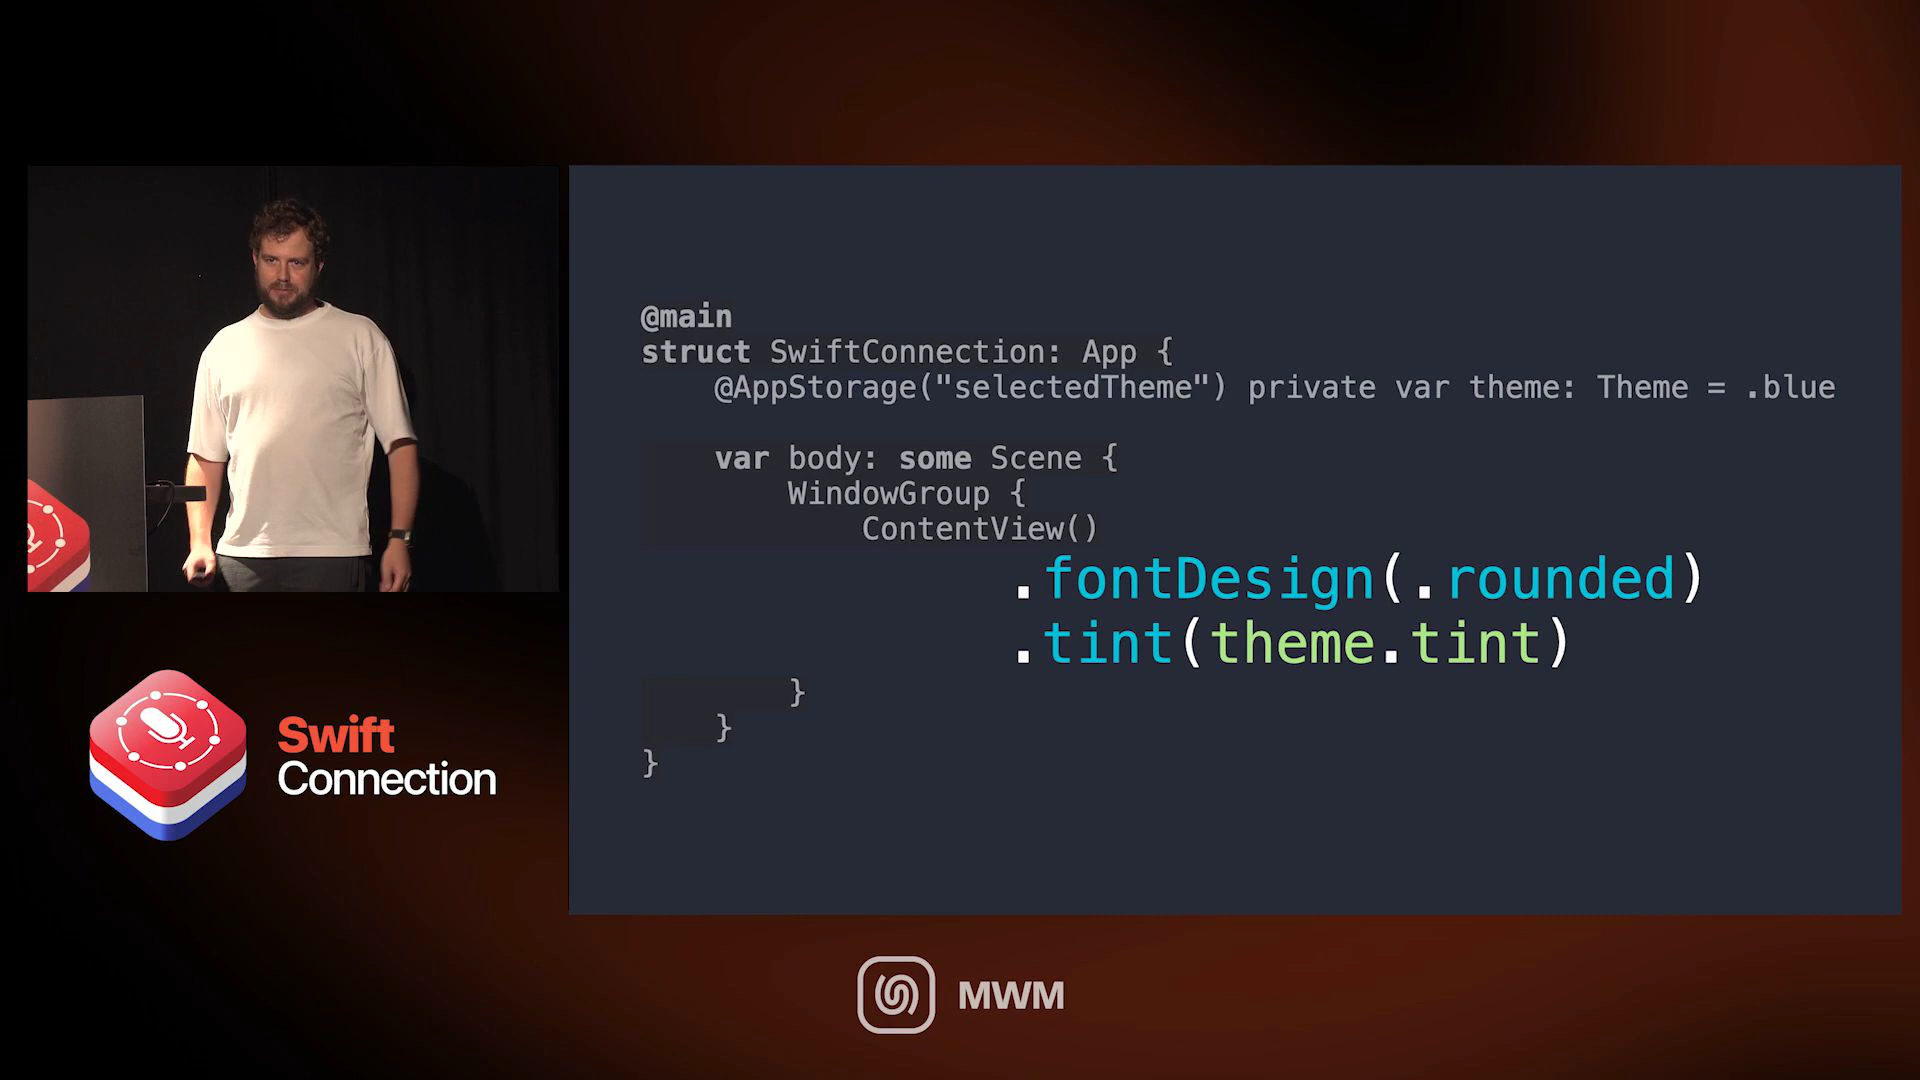 @main
struct SwiftConnection: App {
    @AppStorage("selectedTheme") private var theme: Theme = .blue
    var body: some Scene {
        WindowGroup {
            ContentView()
                .fontDesign(.rounded)
                .tint(theme.tint)
        }
    }
}
Swift
Connection
MWM